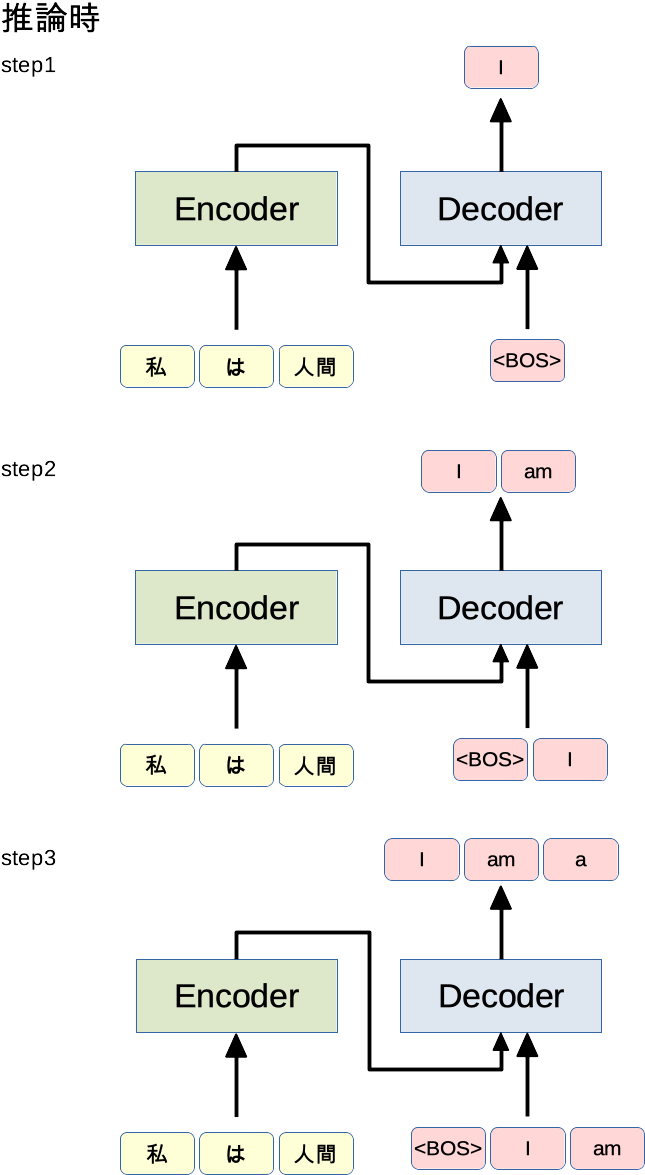 推論時
step1
I
Encoder Decoder
私 は 人間 <BOS>
step2
I am
Encoder Decoder
私 は 人間 <BOS> I
step3
I am a
Encoder Decoder
私 は 人間 <BOS> I am